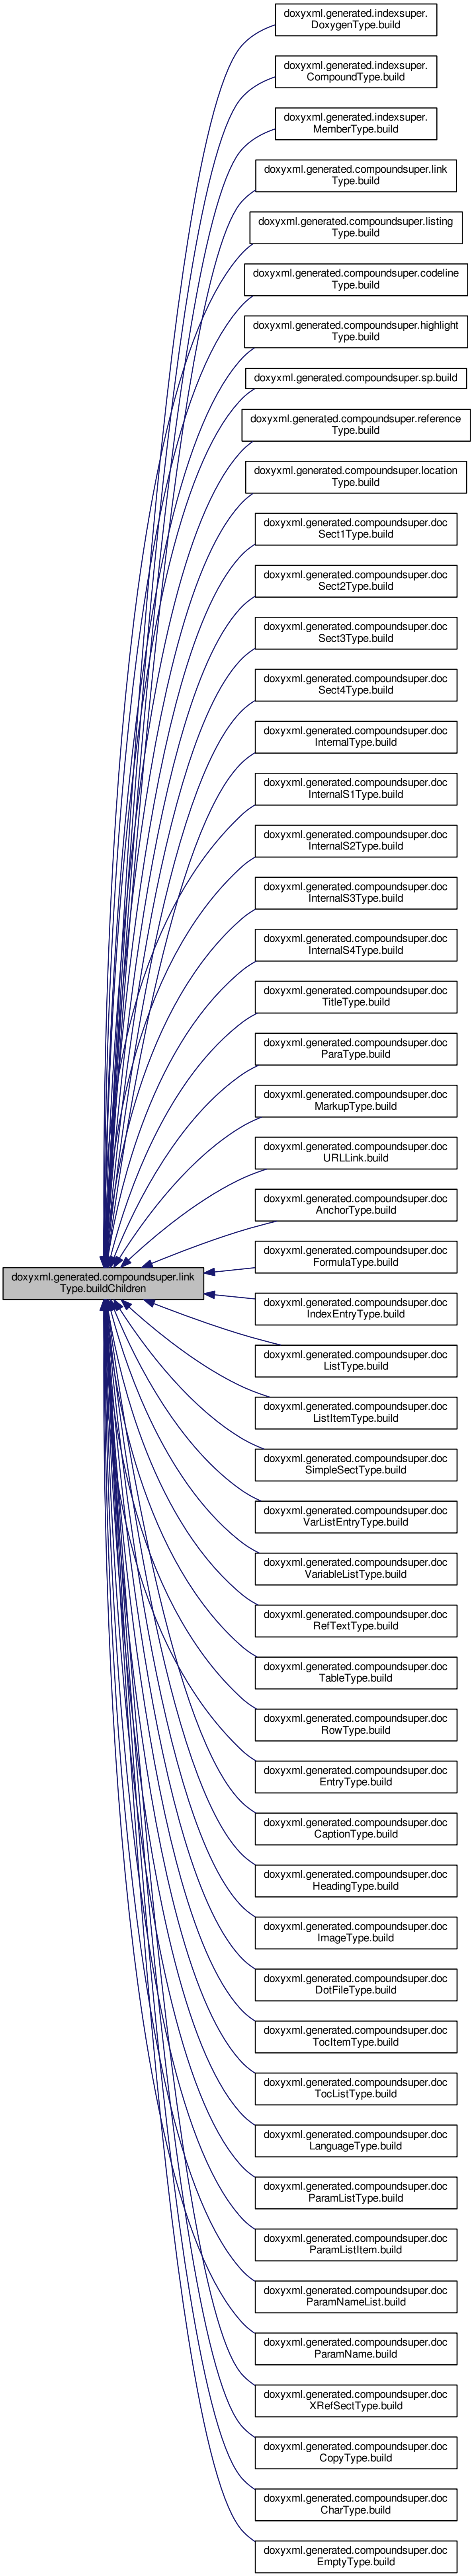 doxyxml.generated.indexsuper.
DoxygenType.build
doxyxml.generated.indexsuper.
CompoundType.build
doxyxml.generated.indexsuper.
MemberType.build
doxyxml.generated.compoundsuper.link
Type.build
doxyxml.generated.compoundsuper.listing
Type.build
doxyxml.generated.compoundsuper.codeline
Type.build
doxyxml.generated.compoundsuper.highlight
Type.build
doxyxml.generated.compoundsuper.sp.build
doxyxml.generated.compoundsuper.reference
Type.build
doxyxml.generated.compoundsuper.location
Type.build
doxyxml.generated.compoundsuper.doc
Sect1Type.build
doxyxml.generated.compoundsuper.doc
Sect2Type.build
doxyxml.generated.compoundsuper.doc
Sect3Type.build
doxyxml.generated.compoundsuper.doc
Sect4Type.build
doxyxml.generated.compoundsuper.doc
InternalType.build
doxyxml.generated.compoundsuper.doc
InternalS1Type.build
doxyxml.generated.compoundsuper.doc
InternalS2Type.build
doxyxml.generated.compoundsuper.doc
InternalS3Type.build
doxyxml.generated.compoundsuper.doc
InternalS4Type.build
doxyxml.generated.compoundsuper.doc
TitleType.build
doxyxml.generated.compoundsuper.doc
ParaType.build
doxyxml.generated.compoundsuper.doc
MarkupType.build
doxyxml.generated.compoundsuper.doc
URLLink.build
doxyxml.generated.compoundsuper.doc
AnchorType.build
doxyxml.generated.compoundsuper.doc
FormulaType.build
doxyxml.generated.compoundsuper.link
Type.buildChildren
doxyxml.generated.compoundsuper.doc
IndexEntryType.build
doxyxml.generated.compoundsuper.doc
ListType.build
doxyxml.generated.compoundsuper.doc
ListItemType.build
doxyxml.generated.compoundsuper.doc
SimpleSectType.build
doxyxml.generated.compoundsuper.doc
VarListEntryType.build
doxyxml.generated.compoundsuper.doc
VariableListType.build
doxyxml.generated.compoundsuper.doc
RefTextType.build
doxyxml.generated.compoundsuper.doc
TableType.build
doxyxml.generated.compoundsuper.doc
RowType.build
doxyxml.generated.compoundsuper.doc
EntryType.build
doxyxml.generated.compoundsuper.doc
CaptionType.build
doxyxml.generated.compoundsuper.doc
HeadingType.build
doxyxml.generated.compoundsuper.doc
ImageType.build
doxyxml.generated.compoundsuper.doc
DotFileType.build
doxyxml.generated.compoundsuper.doc
TocItemType.build
doxyxml.generated.compoundsuper.doc
TocListType.build
doxyxml.generated.compoundsuper.doc
LanguageType.build
doxyxml.generated.compoundsuper.doc
ParamListType.build
doxyxml.generated.compoundsuper.doc
ParamListItem.build
doxyxml.generated.compoundsuper.doc
ParamNameList.build
doxyxml.generated.compoundsuper.doc
ParamName.build
doxyxml.generated.compoundsuper.doc
XRefSectType.build
doxyxml.generated.compoundsuper.doc
CopyType.build
doxyxml.generated.compoundsuper.doc
CharType.build
doxyxml.generated.compoundsuper.doc
EmptyType.build